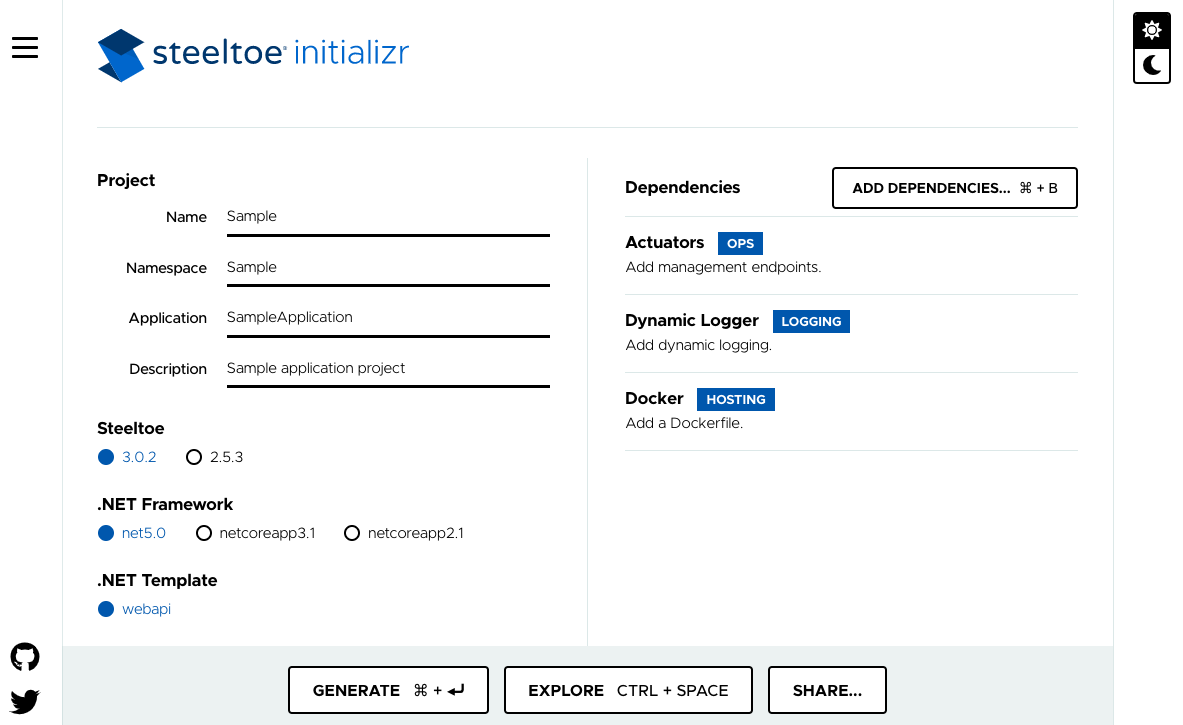 steeltoe® initializr
Project
Name Sample
Namespace Sample
Application SampleApplication
Description Sample application project
Steeltoe
3.0.2 2.5.3
.NET Framework
net5.0 netcoreapp3.1 netcoreapp2.1
.NET Template
webapi
Dependencies ADD DEPENDENCIES... ⌘ + B
Actuators OPS
Add management endpoints.
Dynamic Logger LOGGING
Add dynamic logging.
Docker HOSTING
Add a Dockerfile.
GENERATE ⌘ + ↵ EXPLORE CTRL + SPACE SHARE...